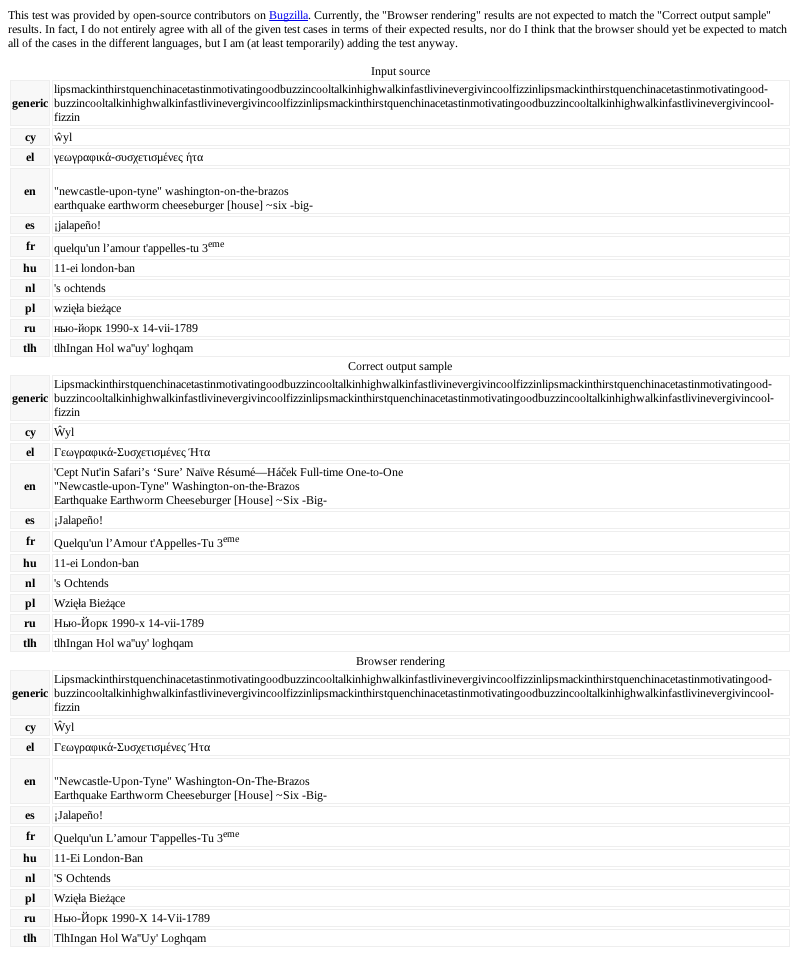 This test was provided by open-source contributors on Bugzilla. Currently, the "Browser rendering" results are not expected to match the "Correct output sample"
results. In fact, I do not entirely agree with all of the given test cases in terms of their expected results, nor do I think that the browser should yet be expected to match
all of the cases in the different languages, but I am (at least temporarily) adding the test anyway.
Input source
generic lipsmackinthirstquenchinacetastinmotivatingoodbuzzincooltalkinhighwalkinfastlivinevergivincoolfizzinlipsmackinthirstquenchinacetastinmotivatingood-
buzzincooltalkinhighwalkinfastlivinevergivincoolfizzinlipsmackinthirstquenchinacetastinmotivatingoodbuzzincooltalkinhighwalkinfastlivinevergivincool-
fizzin
cy ŵyl
el γεωγραφικά-συσχετισμένες ήτα
en "newcastle-upon-tyne" washington-on-the-brazos
earthquake earthworm cheeseburger [house] ~six -big-
es ¡jalapeño!
fr quelqu'un l’amour t'appelles-tu 3eme
hu 11-ei london-ban
nl 's ochtends
pl wzięła bieżące
ru нью-йорк 1990-х 14-vii-1789
tlh tlhIngan Hol wa''uy' loghqam
Correct output sample
generic Lipsmackinthirstquenchinacetastinmotivatingoodbuzzincooltalkinhighwalkinfastlivinevergivincoolfizzinlipsmackinthirstquenchinacetastinmotivatingood-
buzzincooltalkinhighwalkinfastlivinevergivincoolfizzinlipsmackinthirstquenchinacetastinmotivatingoodbuzzincooltalkinhighwalkinfastlivinevergivincool-
fizzin
cy Ŵyl
el Γεωγραφικά-Συσχετισμένες Ήτα
en 'Cept Nut'in Safari’s ‘Sure’ Naïve Résumé—Háček Full-time One-to-One
"Newcastle-upon-Tyne" Washington-on-the-Brazos
Earthquake Earthworm Cheeseburger [House] ~Six -Big-
es ¡Jalapeño!
fr Quelqu'un l’Amour t'Appelles-Tu 3eme
hu 11-ei London-ban
nl 's Ochtends
pl Wzięła Bieżące
ru Нью-Йорк 1990-х 14-vii-1789
tlh tlhIngan Hol wa''uy' loghqam
Browser rendering
generic Lipsmackinthirstquenchinacetastinmotivatingoodbuzzincooltalkinhighwalkinfastlivinevergivincoolfizzinlipsmackinthirstquenchinacetastinmotivatingood-
buzzincooltalkinhighwalkinfastlivinevergivincoolfizzinlipsmackinthirstquenchinacetastinmotivatingoodbuzzincooltalkinhighwalkinfastlivinevergivincool-
fizzin
cy Ŵyl
el Γεωγραφικά-Συσχετισμένες Ήτα
en "Newcastle-Upon-Tyne" Washington-On-The-Brazos
Earthquake Earthworm Cheeseburger [House] ~Six -Big-
es ¡Jalapeño!
fr Quelqu'un L’amour T'appelles-Tu 3eme
hu 11-Ei London-Ban
nl 'S Ochtends
pl Wzięła Bieżące
ru Нью-Йорк 1990-Х 14-Vii-1789
tlh TlhIngan Hol Wa''Uy' Loghqam